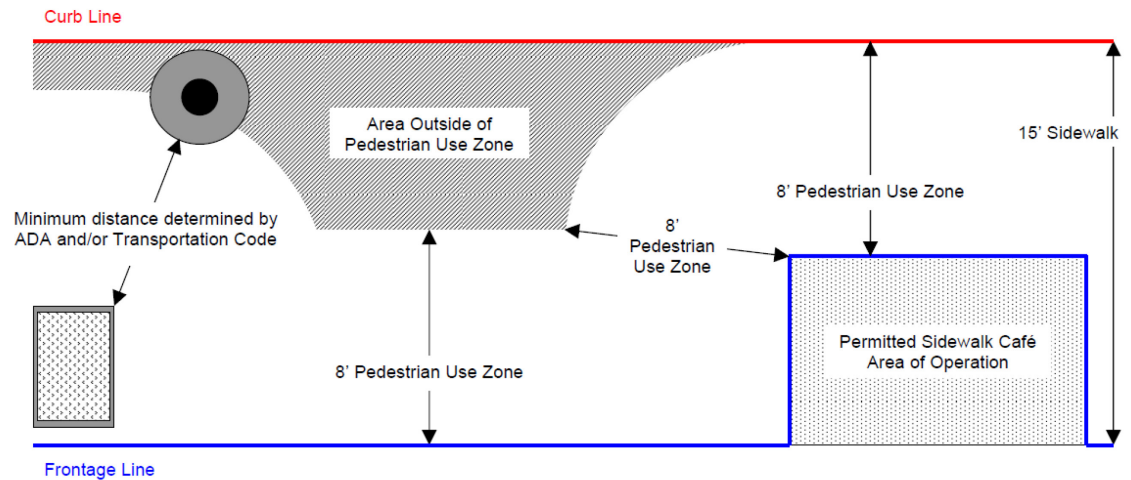 Curb Line
Area Outside of
Pedestrian Use Zone
15’ Sidewalk
8’ Pedestrian Use Zone
Minimum distance determined by
ADA and/or Transportation Code
8’
Pedestrian
Use Zone
Permitted Sidewalk Café
Area of Operation
8’ Pedestrian Use Zone
Frontage Line